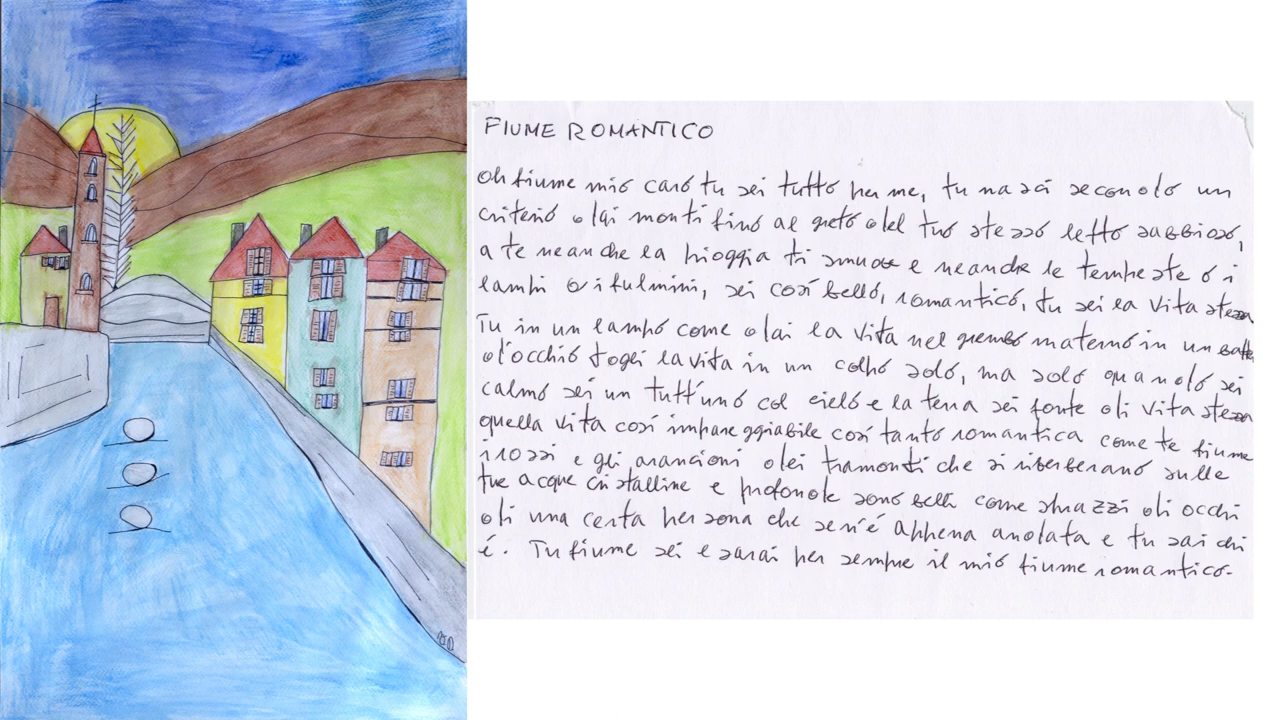 FIUME ROMANTICO
Oh fiume mio caro tu sei tutto per me, tu nasci secondo un
criterio dai monti fino al greto del tuo stesso letto sabbioso,
a te neanche la pioggia ti smuove e neanche le tempeste o i
lampi o i fulmini, sei così bello, romantico, tu sei la vita stessa
Tu in un lampo come dai la vita nel grembo materno in un batter
d'occhio togli la vita in un colpo solo, ma solo quando sei
calmo sei un tutt'uno col cielo e la terra sei fonte di vita stessa
quella vita così impareggiabile così tanto romantica come te fiume
i rossi e gli arancioni dei tramonti che si riberberano sulle
tue acque cristalline e profonde sono belli come sprazzi di occhi
di una certa persona che se n'è appena andata e tu sai chi
è. Tu fiume sei e sarai per sempre il mio fiume romantico.